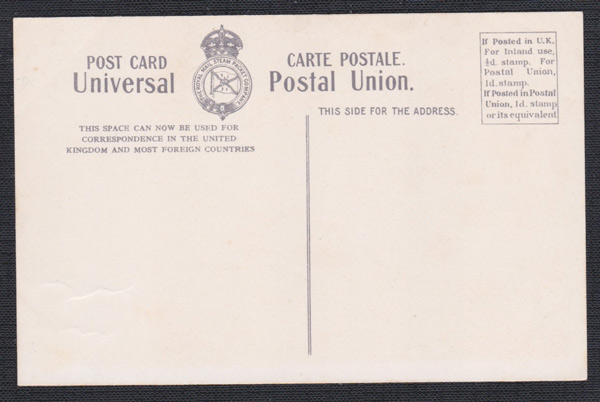 POST CARD
Universal
THE ROYAL MAIL STEAM PACKET COMPANY
CARTE POSTALE.
Postal Union.
THIS SPACE CAN NOW BE USED FOR
CORRESPONDENCE IN THE UNITED
KINGDOM AND MOST FOREIGN COUNTRIES
THIS SIDE FOR THE ADDRESS.
If Posted in U.K.
For Inland use,
½d. stamp. For
Postal Union,
1d. stamp.
If Posted in Postal
Union, 1d. stamp
or its equivalent